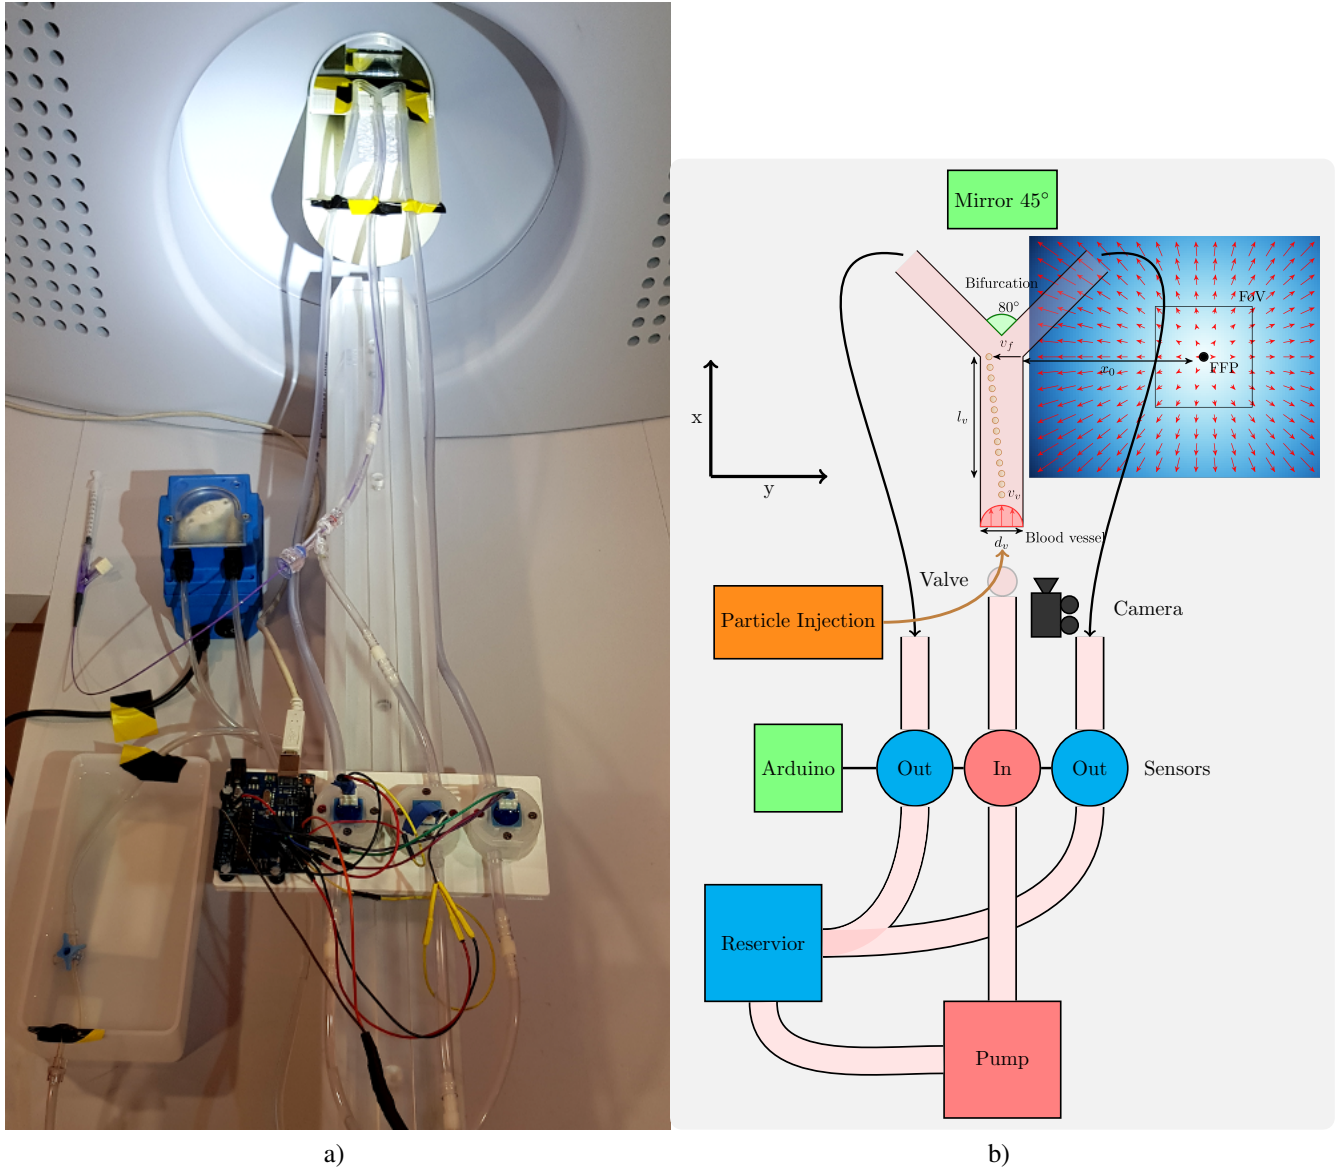 Mirror 45°
Bifurcation
80°
FoV
v_f
x_0
FFP
x
l_v
y
v_v
d_v
Blood vessel
Valve
Camera
Particle Injection
Arduino
Out
In
Out
Sensors
Reservior
Pump
a)
b)